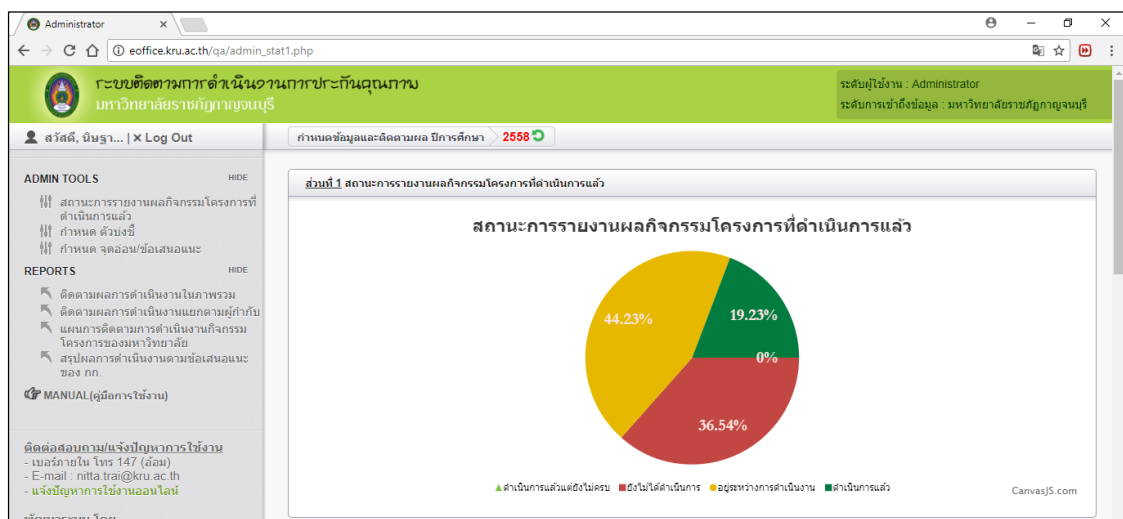 Administrator
eoffice.kru.ac.th/qa/admin_stat1.php
ระบบติดตามการดำเนินงานการประกันคุณภาพ
มหาวิทยาลัยราชภัฏกาญจนบุรี
ระดับผู้ใช้งาน : Administrator
ระดับการเข้าถึงข้อมูล : มหาวิทยาลัยราชภัฏกาญจนบุรี
สวัสดี, นิษฐา... | × Log Out
กำหนดข้อมูลและติดตามผล ปีการศึกษา 2558
ADMIN TOOLS HIDE
สถานะการรายงานผลกิจกรรมโครงการที่
ดำเนินการแล้ว
กำหนด ตัวบ่งชี้
กำหนด จุดอ่อน/ข้อเสนอแนะ
REPORTS HIDE
ติดตามผลการดำเนินงานในภาพรวม
ติดตามผลการดำเนินงานแยกตามผู้กำกับ
แผนการติดตามการดำเนินงานกิจกรรม
โครงการของมหาวิทยาลัย
สรุปผลการดำเนินงานตามข้อเสนอแนะ
ของ กก.
MANUAL(คู่มือการใช้งาน)
ติดต่อสอบถาม/แจ้งปัญหาการใช้งาน
- เบอร์ภายใน โทร 147 (อ้อม)
- E-mail : nitta.trai@kru.ac.th
- แจ้งปัญหาการใช้งานออนไลน์
ส่วนที่ 1 สถานะการรายงานผลกิจกรรมโครงการที่ดำเนินการแล้ว
สถานะการรายงานผลกิจกรรมโครงการที่ดำเนินการแล้ว
44.23%
19.23%
0%
36.54%
ดำเนินการแล้วแต่ยังไม่ครบ ยังไม่ได้ดำเนินการ อยู่ระหว่างการดำเนินงาน ดำเนินการแล้ว
CanvasJS.com